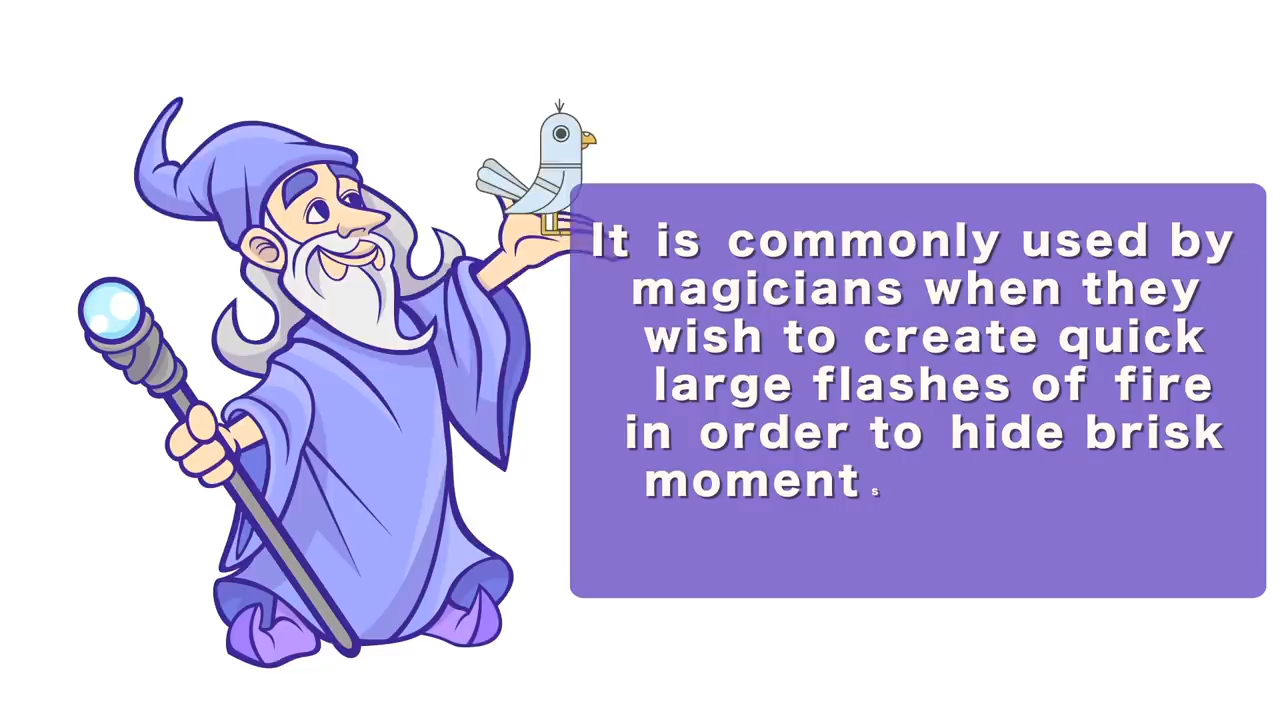 It is commonly used by
magicians when they
wish to create quick
large flashes of fire
in order to hide brisk
moments